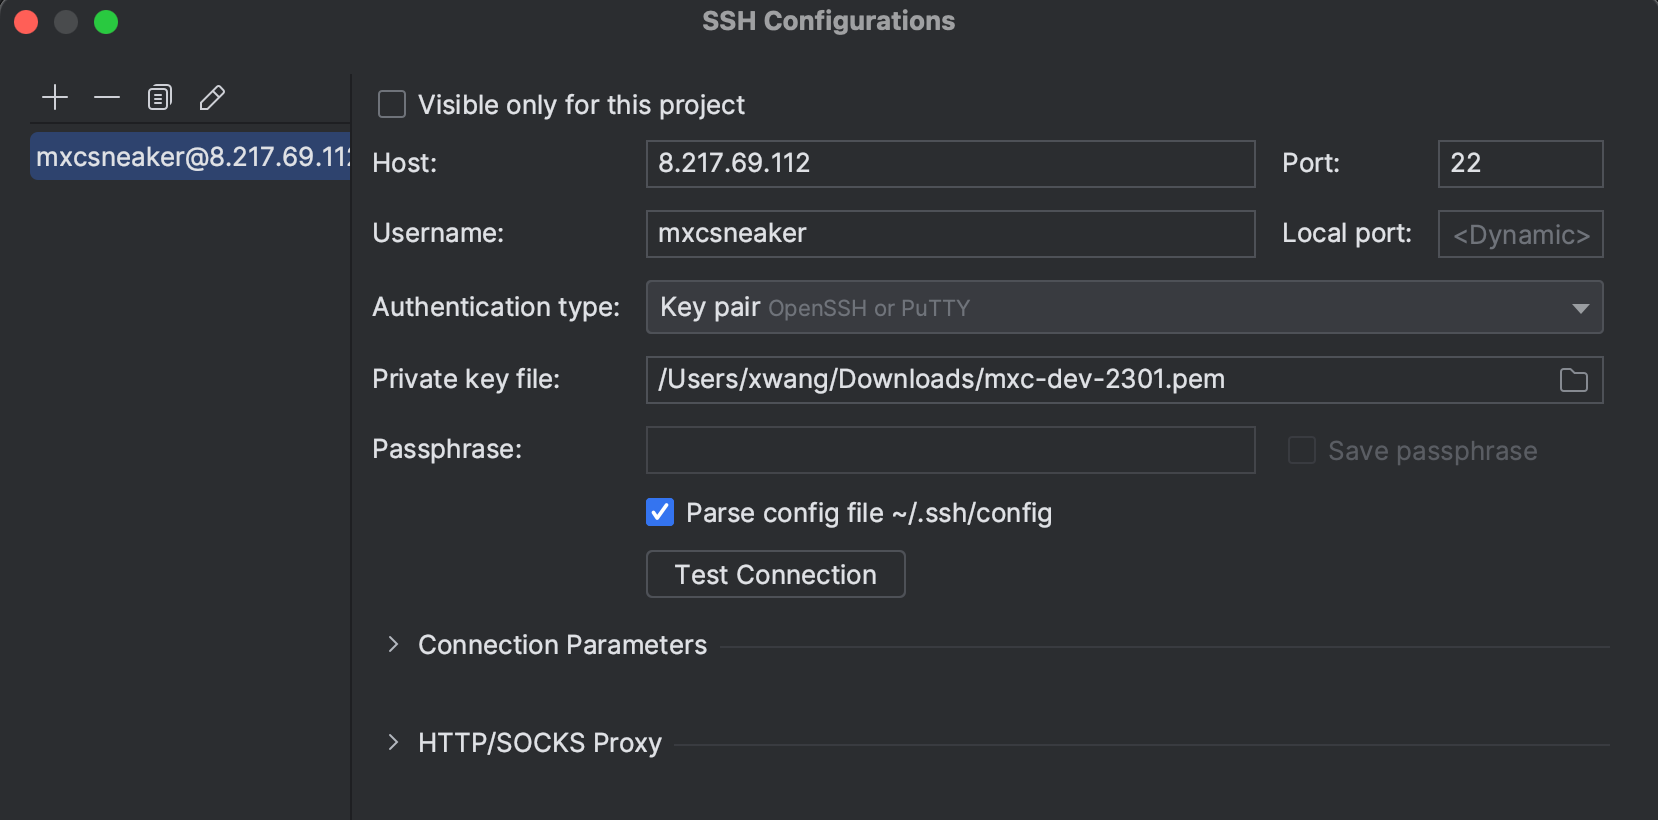 SSH Configurations
mxcsneaker@8.217.69.112
Visible only for this project
Host: 8.217.69.112 Port: 22
Username: mxcsneaker Local port: <Dynamic>
Authentication type: Key pair OpenSSH or PuTTY
Private key file: /Users/xwang/Downloads/mxc-dev-2301.pem
Passphrase: Save passphrase
Parse config file ~/.ssh/config
Test Connection
Connection Parameters
HTTP/SOCKS Proxy